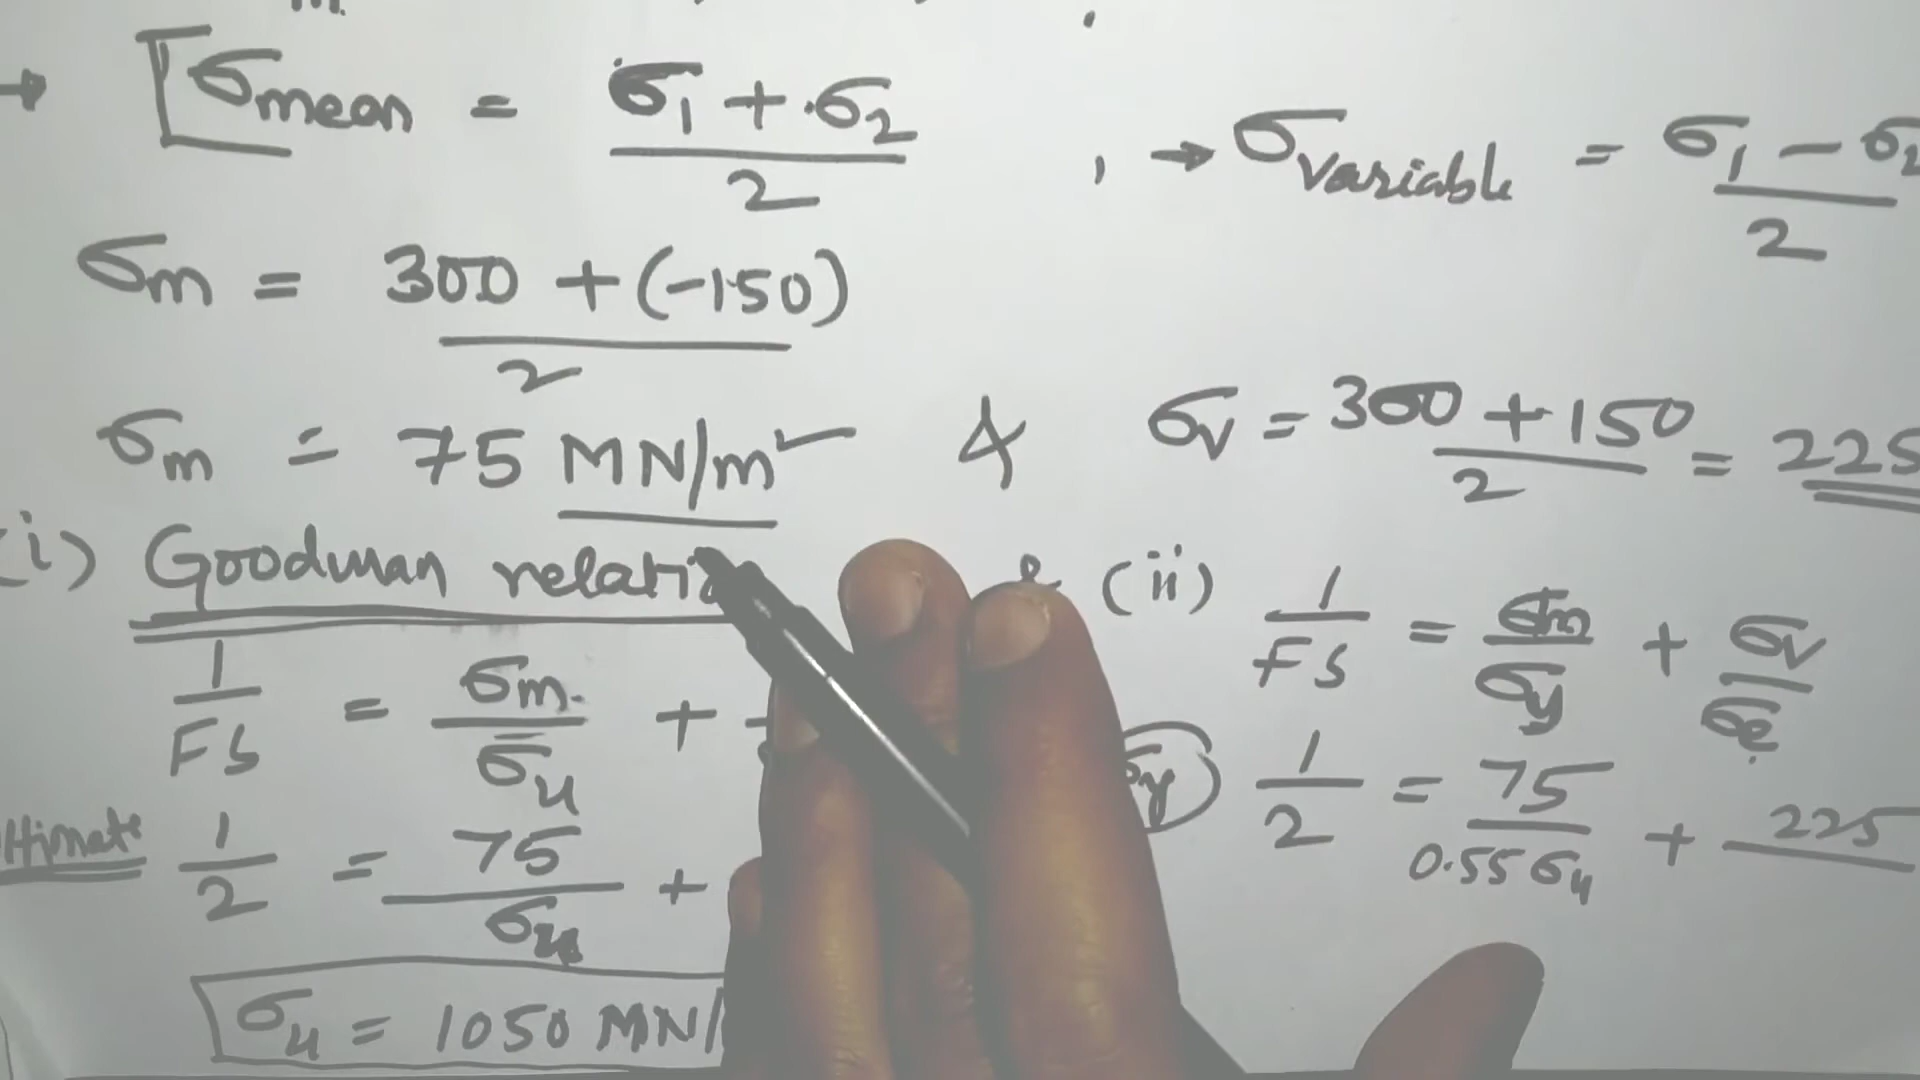 → σmean = σ1 + σ2 / 2 , → σvariable = σ1 − σ2 / 2
σm = 300 + (-150) / 2
σm = 75 MN/m² & σv = 300 + 150 / 2 = 225
(i) Goodman relati & (ii) 1/FS = σm/σy + σv/σe
1/FS = σm/σu +
σy) 1/2 = 75/0.55σu + 225
1/2 = 75/σu +
σu = 1050 MN/